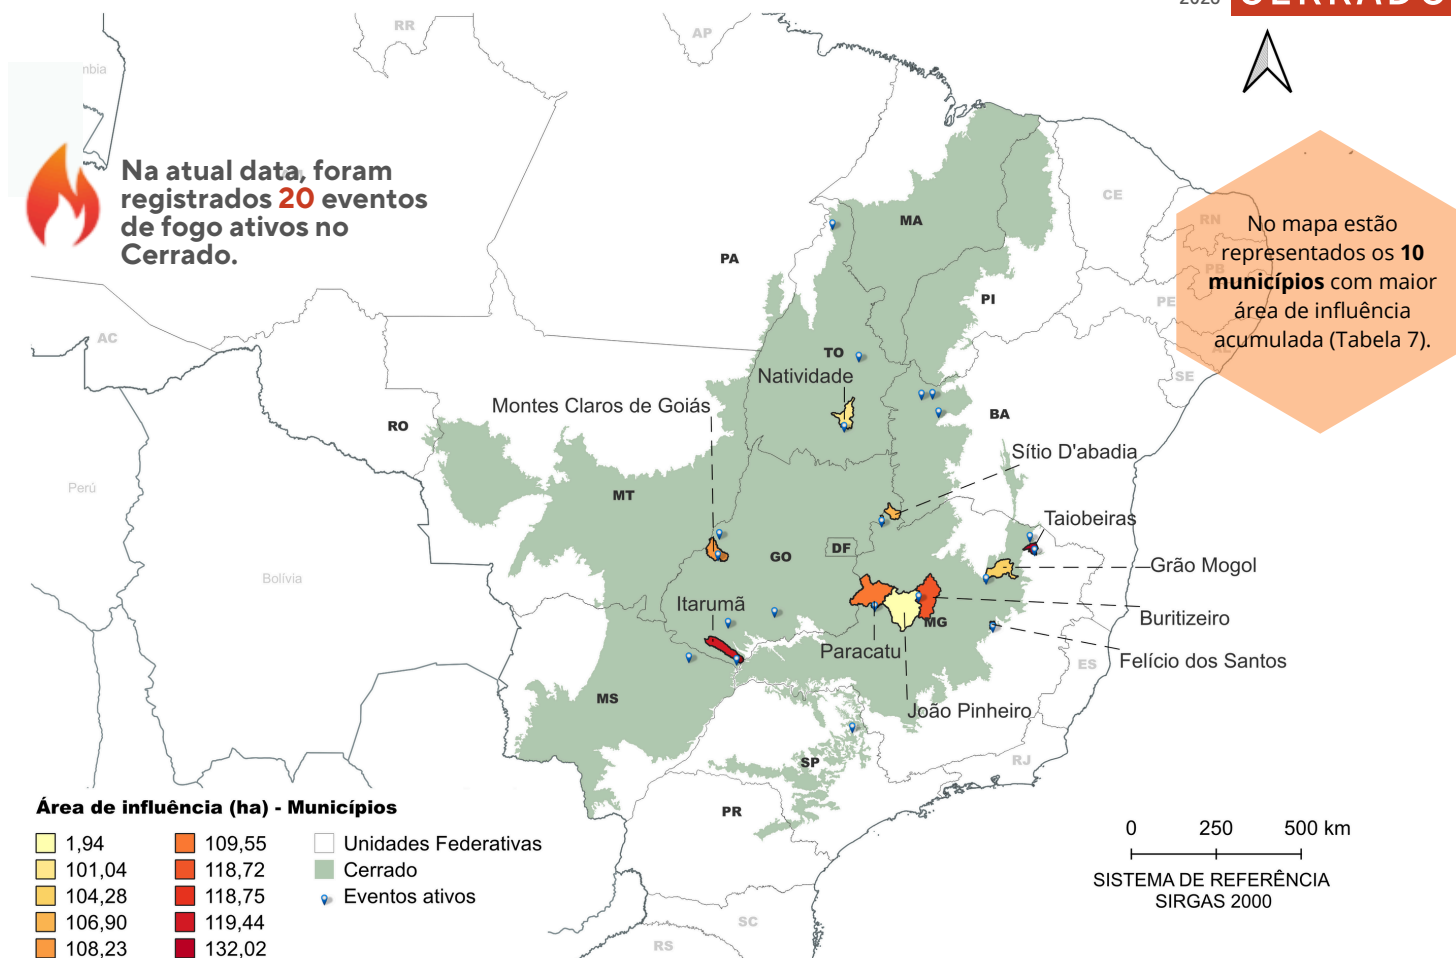 2023
CERRADO
RR
AP
mbia
Na atual data, foram
registrados 20 eventos
de fogo ativos no
Cerrado.
No mapa estão
representados os 10
municípios com maior
área de influência
acumulada (Tabela 7).
CE
RN
PB
PE
AL
SE
MA
PA
PI
AC
TO
Natividade
Montes Claros de Goiás
BA
RO
Sítio D'abadia
Perú
MT
Taiobeiras
GO
DF
Grão Mogol
Bolívia
Itarumã
Buritizeiro
MG
Paracatu
Felício dos Santos
ES
MS
João Pinheiro
RJ
SP
PR
SC
RS
Área de influência (ha) - Municípios
1,94
101,04
104,28
106,90
108,23
109,55
118,72
118,75
119,44
132,02
Unidades Federativas
Cerrado
Eventos ativos
0 250 500 km
SISTEMA DE REFERÊNCIA
SIRGAS 2000